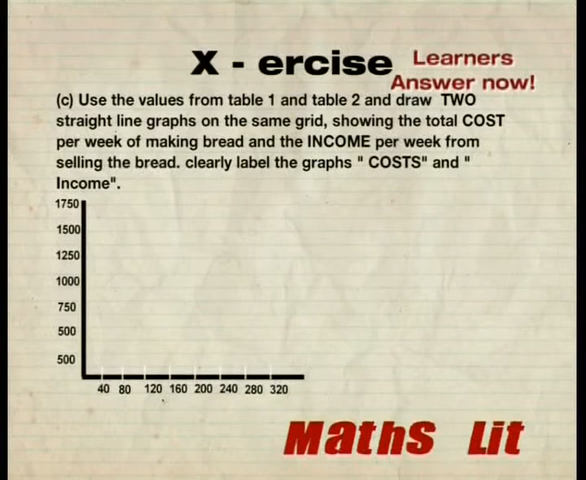 X - ercise
Learners
Answer now!
(c) Use the values from table 1 and table 2 and draw TWO
straight line graphs on the same grid, showing the total COST
per week of making bread and the INCOME per week from
selling the bread. clearly label the graphs " COSTS" and "
Income".
1750
1500
1250
1000
750
500
500
40 80 120 160 200 240 280 320
Maths Lit